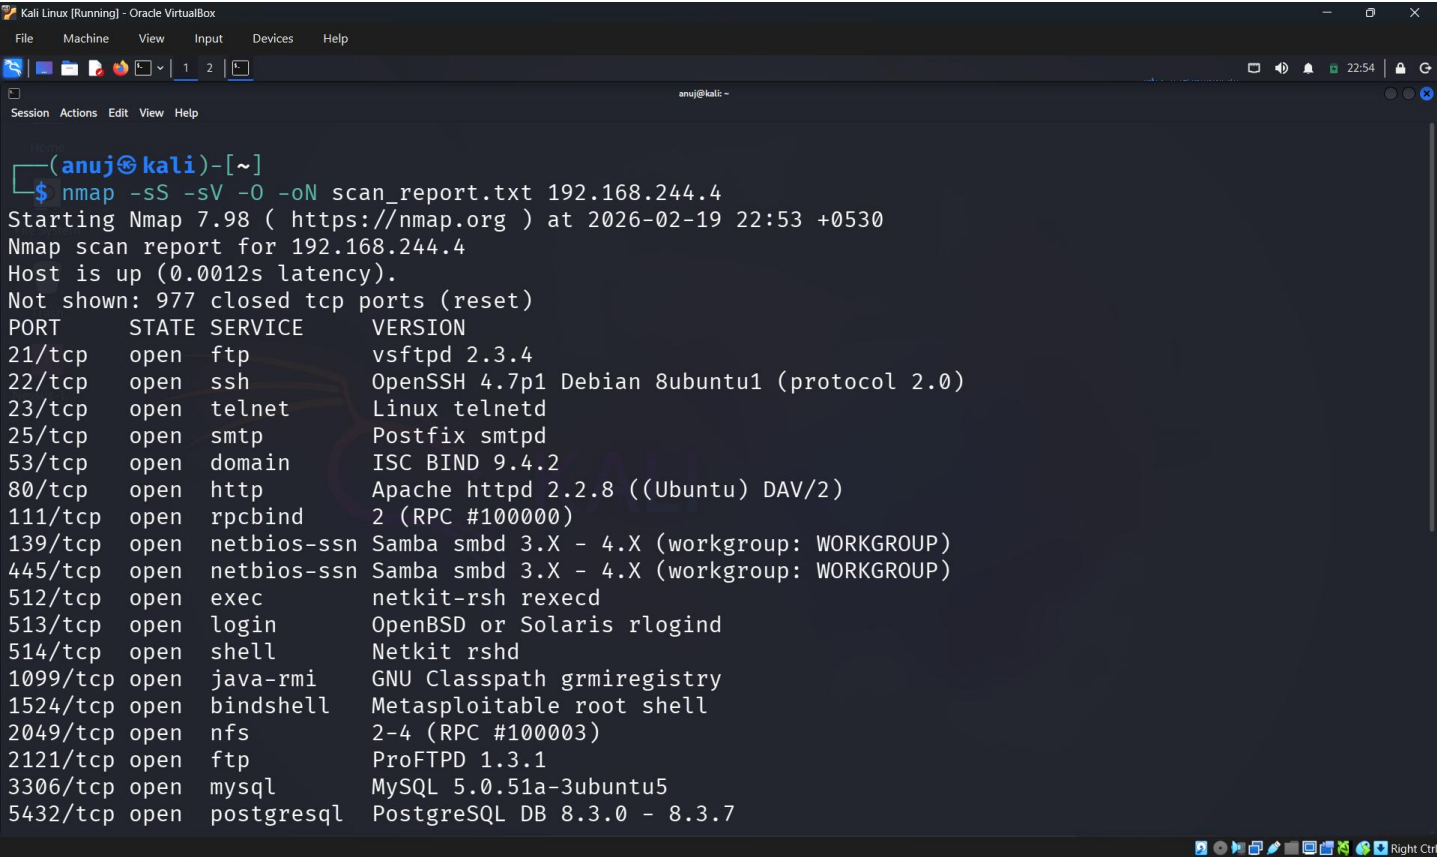 Kali Linux [Running] - Oracle VirtualBox
File Machine View Input Devices Help
1 2 22:54
anuj@kali: ~
Session Actions Edit View Help
Home
(anuj㉿kali)-[~]
$ nmap -sS -sV -O -oN scan_report.txt 192.168.244.4
Starting Nmap 7.98 ( https://nmap.org ) at 2026-02-19 22:53 +0530
Nmap scan report for 192.168.244.4
Host is up (0.0012s latency).
Not shown: 977 closed tcp ports (reset)
PORT STATE SERVICE VERSION
21/tcp open ftp vsftpd 2.3.4
22/tcp open ssh OpenSSH 4.7p1 Debian 8ubuntu1 (protocol 2.0)
23/tcp open telnet Linux telnetd
25/tcp open smtp Postfix smtpd
53/tcp open domain ISC BIND 9.4.2
80/tcp open http Apache httpd 2.2.8 ((Ubuntu) DAV/2)
111/tcp open rpcbind 2 (RPC #100000)
139/tcp open netbios-ssn Samba smbd 3.X - 4.X (workgroup: WORKGROUP)
445/tcp open netbios-ssn Samba smbd 3.X - 4.X (workgroup: WORKGROUP)
512/tcp open exec netkit-rsh rexecd
513/tcp open login OpenBSD or Solaris rlogind
514/tcp open shell Netkit rshd
1099/tcp open java-rmi GNU Classpath grmiregistry
1524/tcp open bindshell Metasploitable root shell
2049/tcp open nfs 2-4 (RPC #100003)
2121/tcp open ftp ProFTPD 1.3.1
3306/tcp open mysql MySQL 5.0.51a-3ubuntu5
5432/tcp open postgresql PostgreSQL DB 8.3.0 - 8.3.7
KALI
Right Ctrl